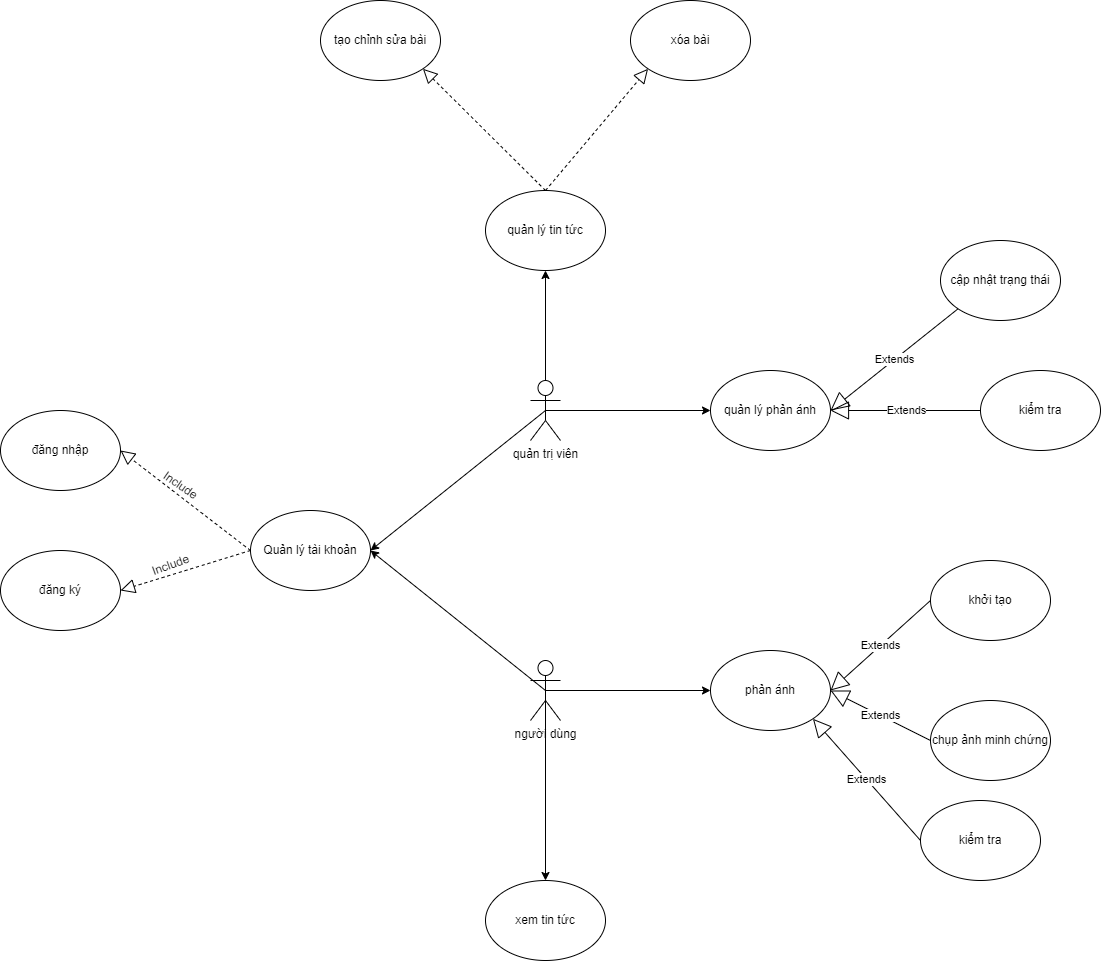 tạo chỉnh sửa bài
xóa bài
quản lý tin tức
cập nhật trạng thái
Extends
quản lý phản ánh
Extends
kiểm tra
quản trị viên
đăng nhập
Include
Quản lý tài khoản
Include
đăng ký
khởi tạo
Extends
phản ánh
Extends
chụp ảnh minh chứng
người dùng
Extends
kiểm tra
xem tin tức